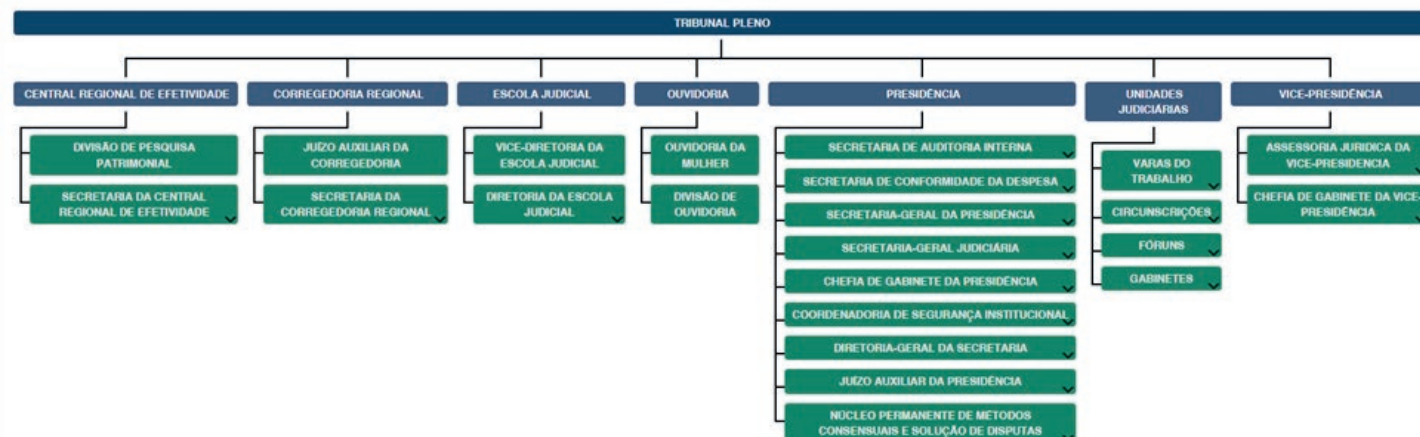 TRIBUNAL PLENO
CENTRAL REGIONAL DE EFETIVIDADE
DIVISÃO DE PESQUISA
PATRIMONIAL
SECRETARIA DA CENTRAL
REGIONAL DE EFETIVIDADE
CORREGEDORIA REGIONAL
JUÍZO AUXILIAR DA
CORREGEDORIA
SECRETARIA DA
CORREGEDORIA REGIONAL
ESCOLA JUDICIAL
VICE-DIRETORIA DA
ESCOLA JUDICIAL
DIRETORIA DA ESCOLA
JUDICIAL
OUVIDORIA
OUVIDORIA DA
MULHER
DIVISÃO DE
OUVIDORIA
PRESIDÊNCIA
SECRETARIA DE AUDITORIA INTERNA
SECRETARIA DE CONFORMIDADE DA DESPESA
SECRETARIA-GERAL DA PRESIDÊNCIA
SECRETARIA-GERAL JUDICIÁRIA
CHEFIA DE GABINETE DA PRESIDÊNCIA
COORDENADORIA DE SEGURANÇA INSTITUCIONAL
DIRETORIA-GERAL DA SECRETARIA
JUÍZO AUXILIAR DA PRESIDÊNCIA
NÚCLEO PERMANENTE DE MÉTODOS
CONSENSUAIS E SOLUÇÃO DE DISPUTAS
UNIDADES
JUDICIÁRIAS
VARAS DO
TRABALHO
CIRCUNSCRIÇÕES
FÓRUNS
GABINETES
VICE-PRESIDÊNCIA
ASSESSORIA JURIDICA DA
VICE-PRESIDENCIA
CHEFIA DE GABINETE DA VICE-
PRESIDÊNCIA